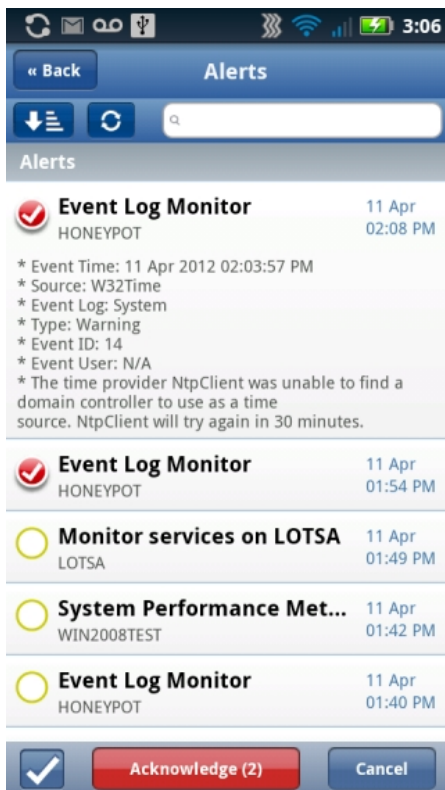 3:06
« Back
Alerts
Alerts
Event Log Monitor
11 Apr
HONEYPOT
02:08 PM
* Event Time: 11 Apr 2012 02:03:57 PM
* Source: W32Time
* Event Log: System
* Type: Warning
* Event ID: 14
* Event User: N/A
* The time provider NtpClient was unable to find a
domain controller to use as a time
source. NtpClient will try again in 30 minutes.
Event Log Monitor
11 Apr
HONEYPOT
01:54 PM
Monitor services on LOTSA
11 Apr
LOTSA
01:49 PM
System Performance Met...
11 Apr
WIN2008TEST
01:42 PM
Event Log Monitor
11 Apr
HONEYPOT
01:40 PM
Acknowledge (2)
Cancel